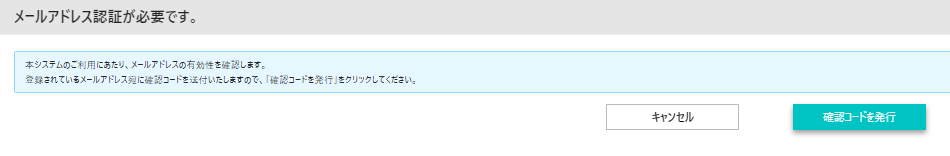 メールアドレス認証が必要です。
本システムのご利用にあたり、メールアドレスの有効性を確認します。
登録されているメールアドレス宛に確認コードを送付いたしますので、「確認コードを発行」をクリックしてください。
キャンセル
確認コードを発行